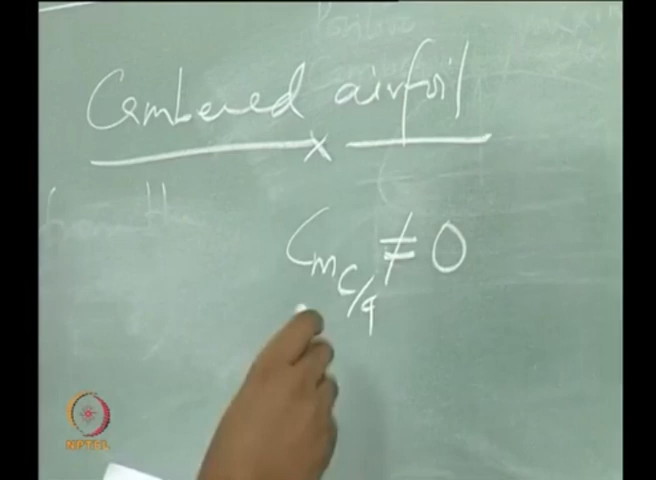 Cambered airfoil
C_{m_{c/4}} ≠ 0
NPTEL